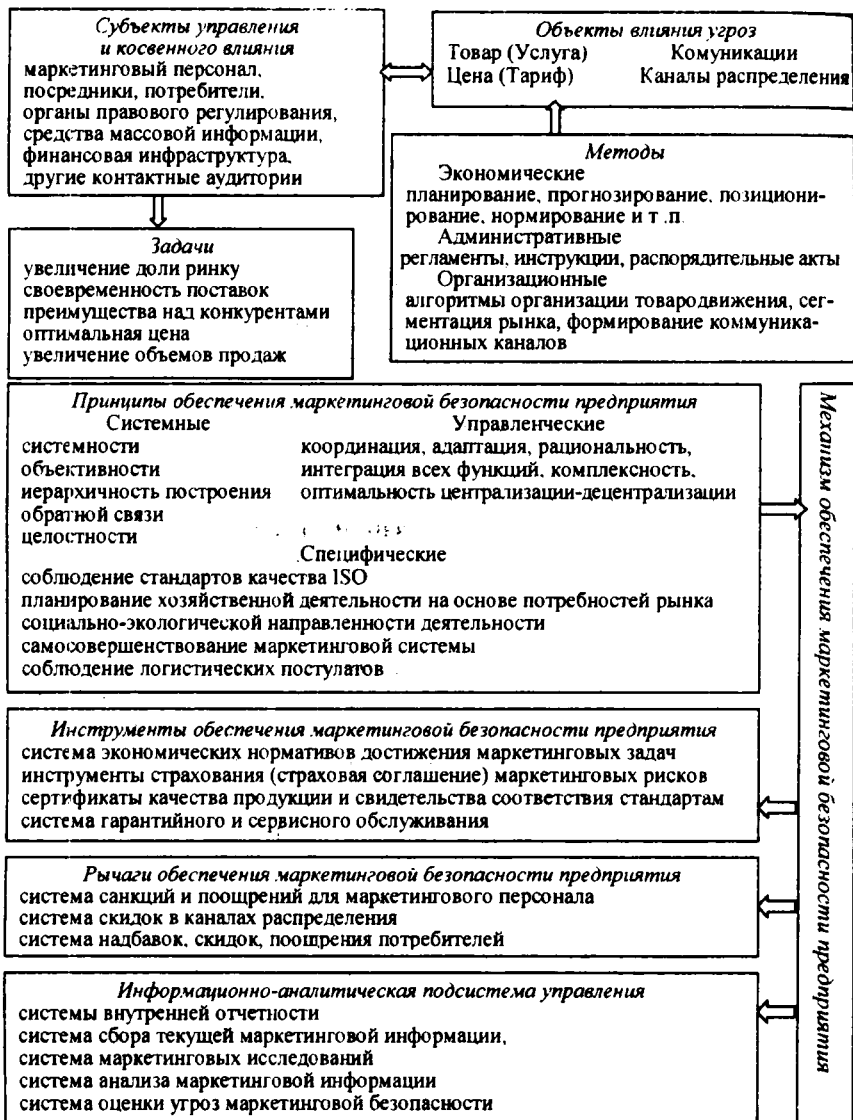 Субъекты управления
и косвенного влияния
маркетинговый персонал,
посредники, потребители,
органы правового регулирования,
средства массовой информации,
финансовая инфраструктура,
другие контактные аудитории
Объекты влияния угроз
Товар (Услуга) Комуникации
Цена (Тариф) Каналы распределения
Методы
Экономические
планирование, прогнозирование, позициони-
рование, нормирование и т.п.
Административные
регламенты, инструкции, распорядительные акты
Организационные
алгоритмы организации товародвижения, сег-
ментация рынка, формирование коммуника-
ционных каналов
Задачи
увеличение доли ринку
своевременность поставок
преимущества над конкурентами
оптимальная цена
увеличение объемов продаж
Принципы обеспечения маркетинговой безопасности предприятия
Системные Управленческие
системности координация, адаптация, рациональность,
объективности интеграция всех функций, комплексность,
иерархичность построения оптимальность централизации-децентрализации
обратной связи
целостности
Специфические
соблюдение стандартов качества ISO
планирование хозяйственной деятельности на основе потребностей рынка
социально-экологической направленности деятельности
самосовершенствование маркетинговой системы
соблюдение логистических постулатов
Инструменты обеспечения маркетинговой безопасности предприятия
система экономических нормативов достижения маркетинговых задач
инструменты страхования (страховая соглашение) маркетинговых рисков
сертификаты качества продукции и свидетельства соответствия стандартам
система гарантийного и сервисного обслуживания
Рычаги обеспечения маркетинговой безопасности предприятия
система санкций и поощрений для маркетингового персонала
система скидок в каналах распределения
система надбавок, скидок, поощрения потребителей
Информационно-аналитическая подсистема управления
системы внутренней отчетности
система сбора текущей маркетинговой информации,
система маркетинговых исследований
система анализа маркетинговой информации
система оценки угроз маркетинговой безопасности
Механизм обеспечения маркетинговой безопасности предприятия